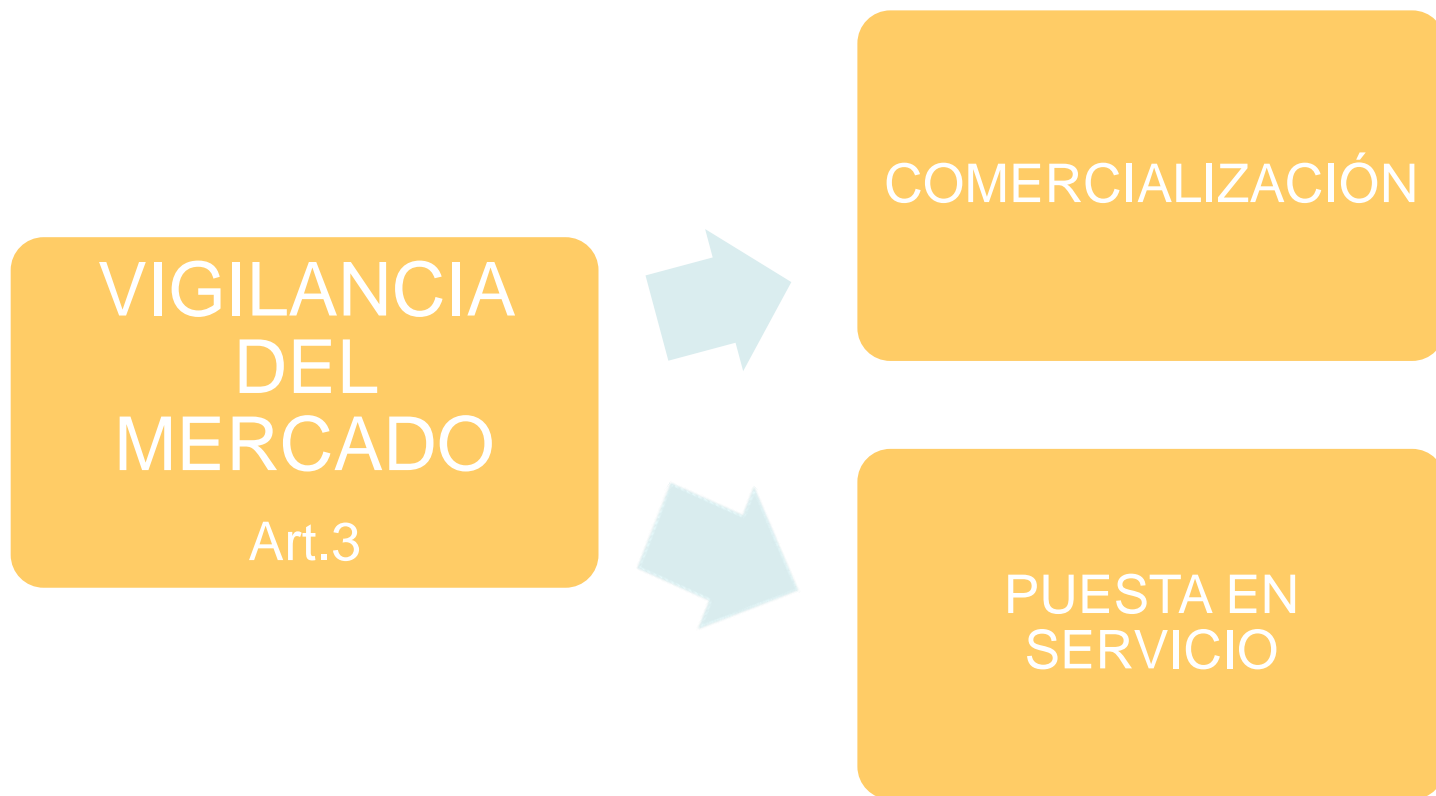 VIGILANCIA
DEL
MERCADO
Art.3
COMERCIALIZACIÓN
PUESTA EN
SERVICIO